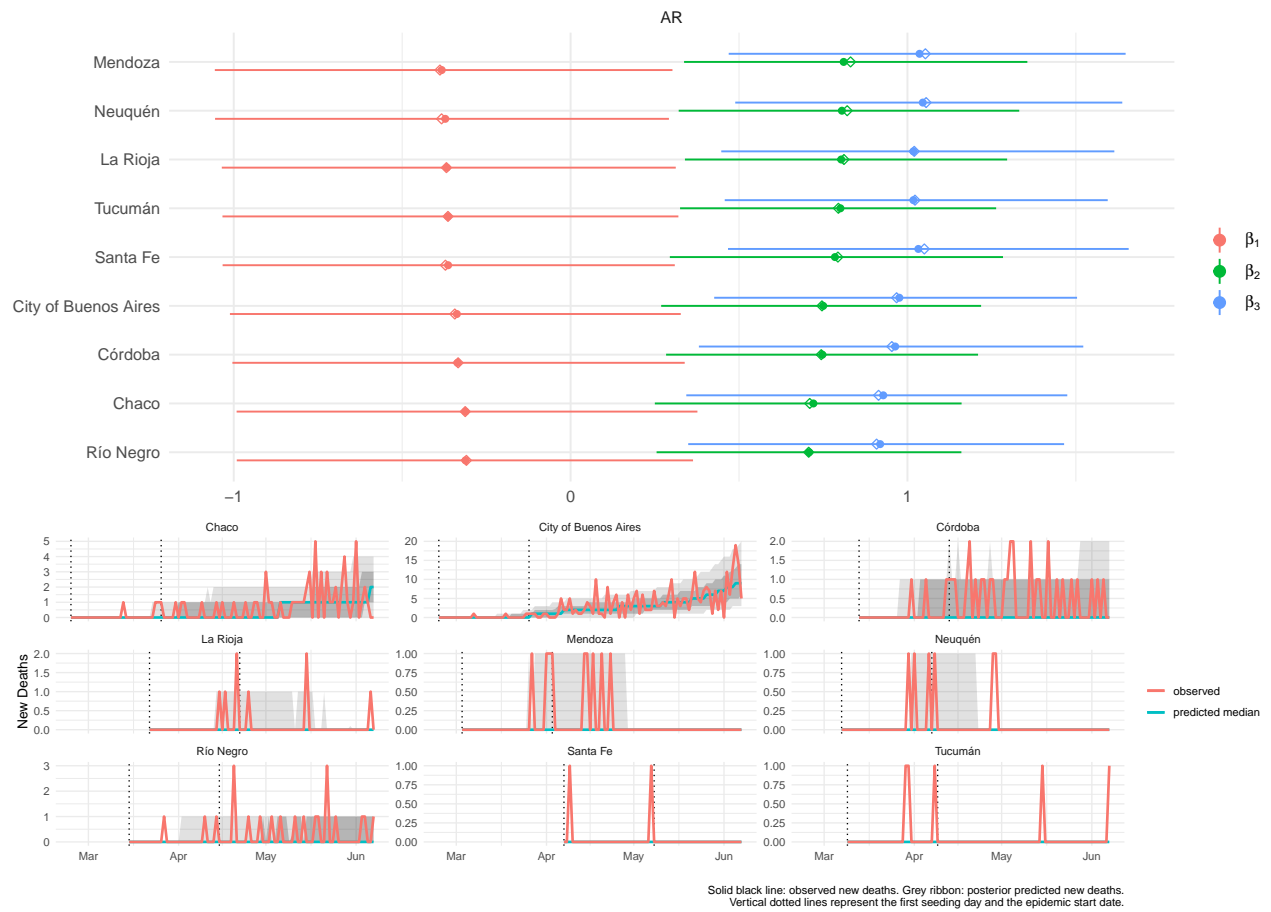 AR
Mendoza
Neuquén
La Rioja
Tucumán
Santa Fe
City of Buenos Aires
Córdoba
Chaco
Río Negro
−1 0 1
β1
β2
β3
Chaco
5
4
3
2
1
0
City of Buenos Aires
20
15
10
5
0
Córdoba
2.0
1.5
1.0
0.5
0.0
La Rioja
2.0
1.5
1.0
0.5
0.0
Mendoza
1.00
0.75
0.50
0.25
0.00
Neuquén
1.00
0.75
0.50
0.25
0.00
Río Negro
3
2
1
0
Santa Fe
1.00
0.75
0.50
0.25
0.00
Tucumán
1.00
0.75
0.50
0.25
0.00
Mar Apr May Jun
Mar Apr May Jun
Mar Apr May Jun
New Deaths
observed
predicted median
Solid black line: observed new deaths. Grey ribbon: posterior predicted new deaths.
Vertical dotted lines represent the first seeding day and the epidemic start date.